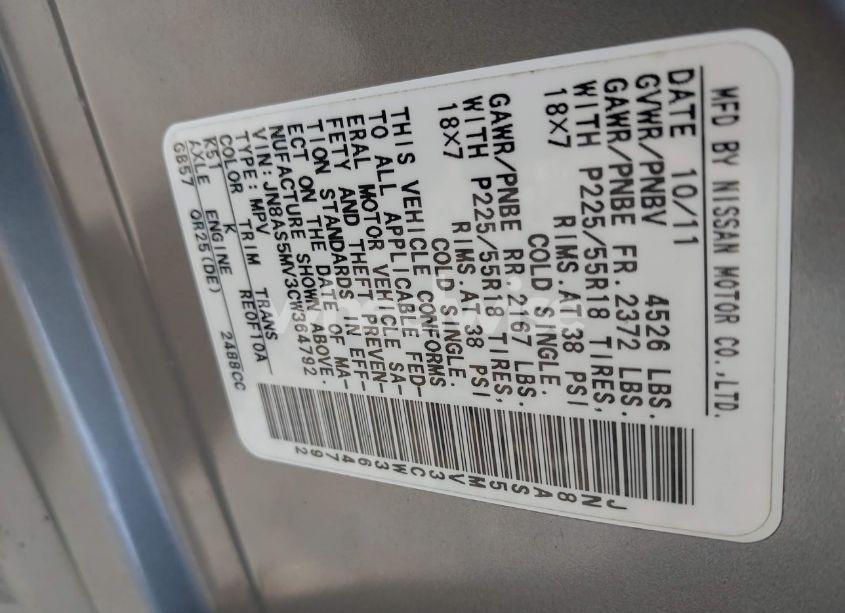 MFD BY NISSAN MOTOR CO.,LTD.
DATE 10/11
GVWR/PNBV 4526 LBS.
GAWR/PNBE FR. 2372 LBS.
WITH P225/55R18 TIRES,
18X7 RIMS.AT.38 PSI
COLD SINGLE.
GAWR/PNBE RR. 2167 LBS.
WITH P225/55R18 TIRES,
18X7 RIMS.AT.38 PSI
COLD SINGLE.
THIS VEHICLE CONFORMS
TO ALL APPLICABLE FED-
ERAL MOTOR VEHICLE SA-
FETY AND THEFT PREVEN-
TION STANDARDS IN EFF-
ECT ON THE DATE OF MA-
NUFACTURE SHOWN ABOVE.
VIN: JN8AS5MV3CW364792
TYPE: MPV
COLOR TRIM TRANS
K51 K RE0F10A
AXLE ENGINE
GB57 QR25(DE) 2488CC
JN8AS5MV3CW364792